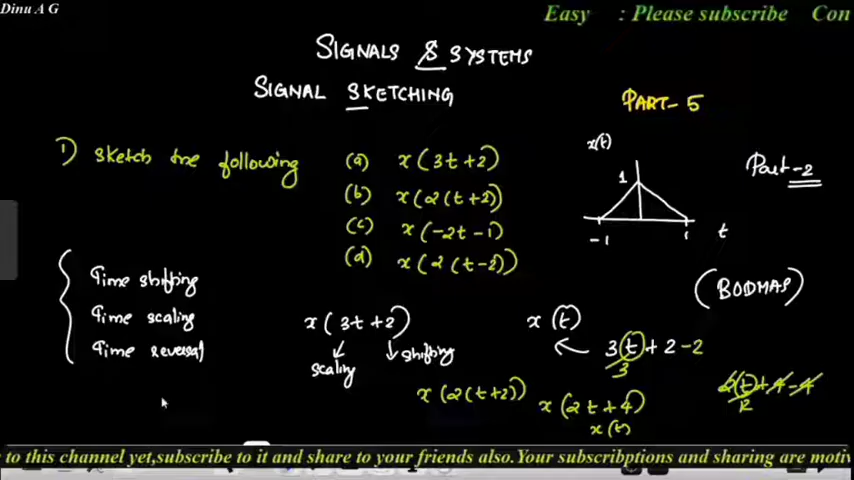 Dinu A G
Easy : Please subscribe Con
SIGNALS & SYSTEMS
SIGNAL SKETCHING
PART-5
1) Sketch the following
(a) x(3t+2)
(b) x(2(t+2))
(c) x(-2t-1)
(d) x(2(t-2))
x(t)
1
-1 1 t
Part-2
Time shifting
Time scaling
Time reversal
x(3t+2)
scaling shifting
x(t)
(BODMAS)
3(t)+2-2
3
x(2(t+2))
x(2t+4)
x(t)
2(t)+4-4
2
to this channel yet,subscribe to it and share to your friends also.Your subscribptions and sharing are motiv